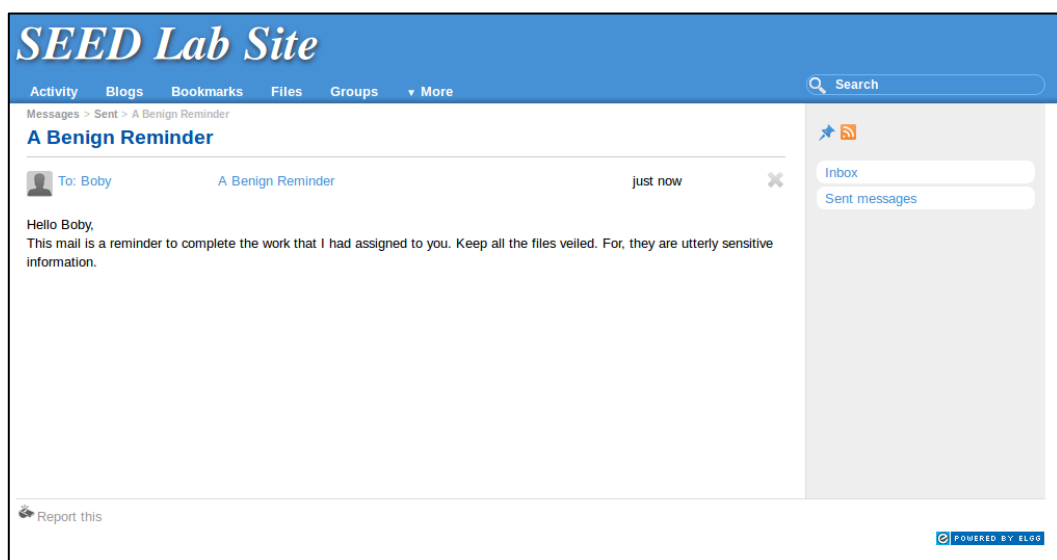 SEED Lab Site
Activity Blogs Bookmarks Files Groups ▼ More
Search
Messages > Sent > A Benign Reminder
A Benign Reminder
To: Boby A Benign Reminder just now
Hello Boby,
This mail is a reminder to complete the work that I had assigned to you. Keep all the files veiled. For, they are utterly sensitive
information.
Inbox
Sent messages
Report this
POWERED BY ELGG